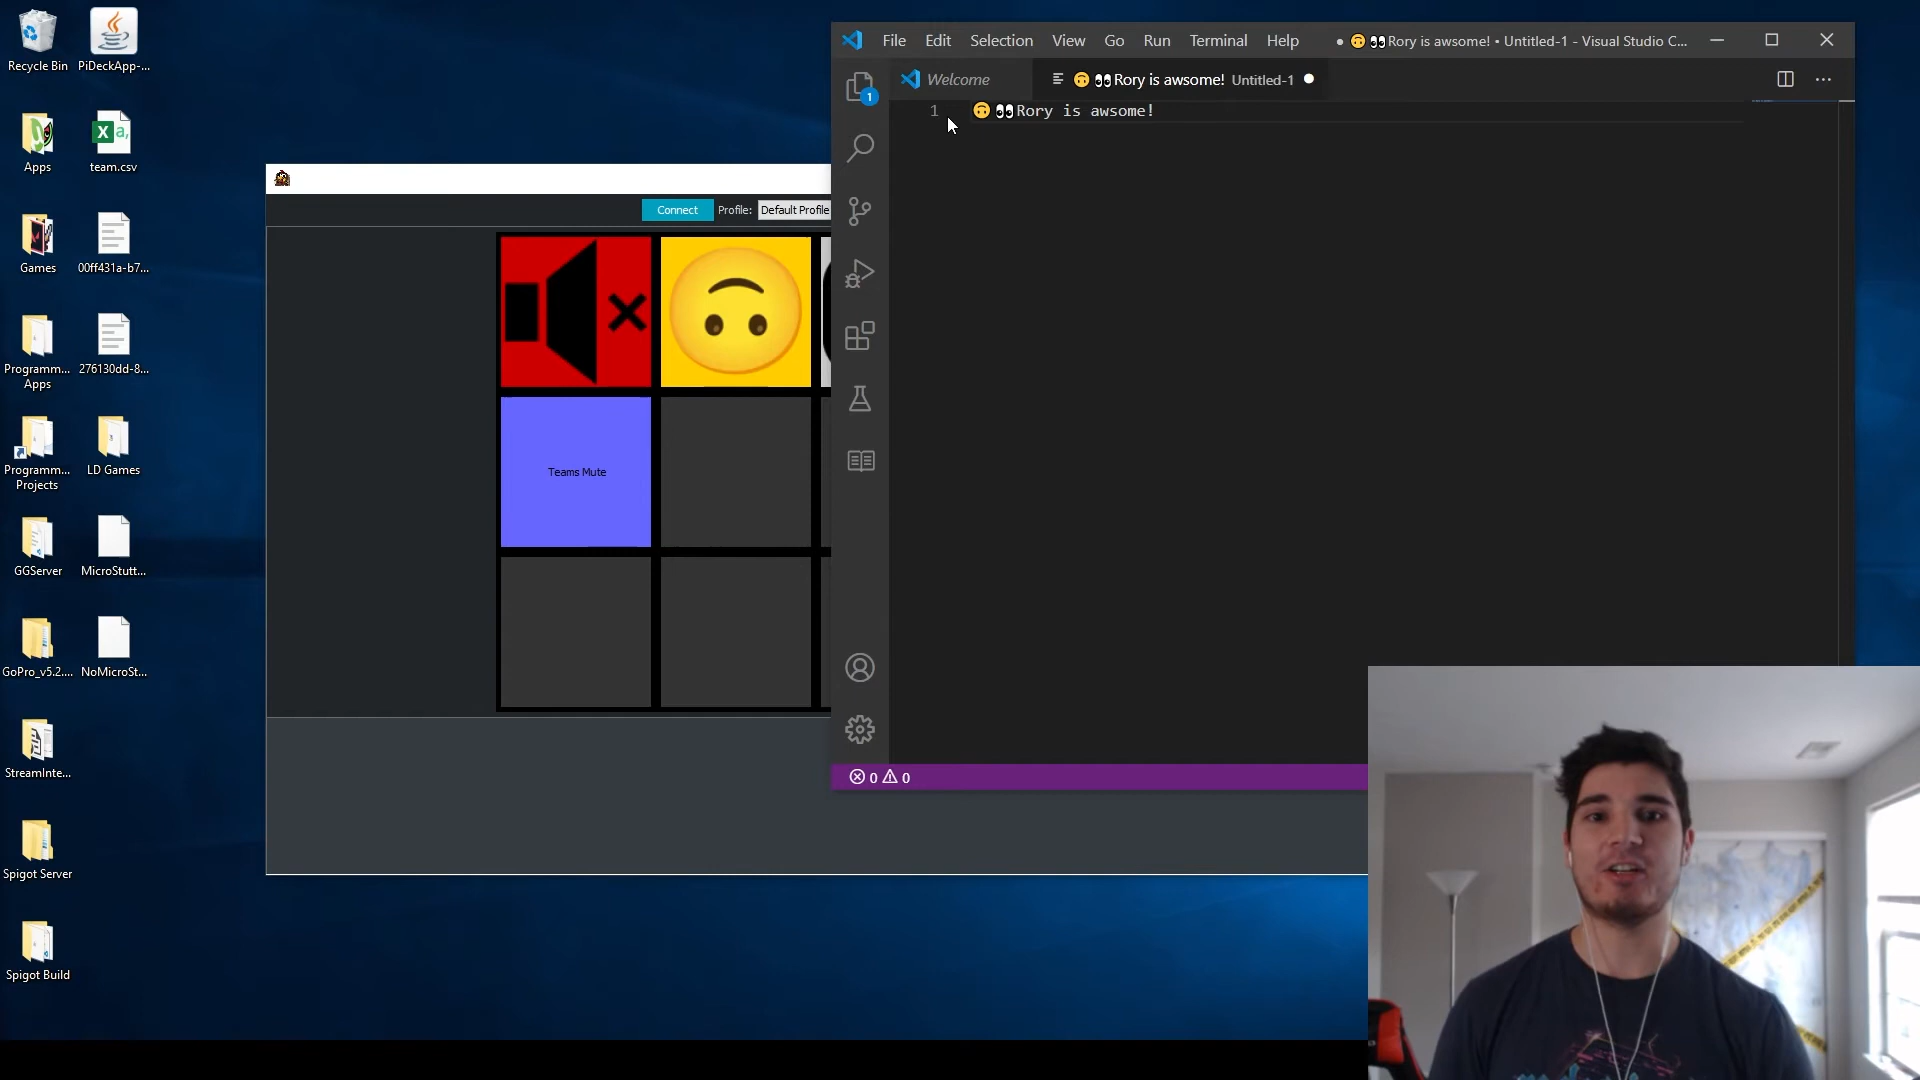 Recycle Bin
PiDeckApp-...
Apps
team.csv
Games
00ff431a-b7...
Programm...
Apps
276130dd-8...
Programm...
Projects
LD Games
GGServer
MicroStutt...
GoPro_v5.2....
NoMicroSt...
StreamInte...
Spigot Server
Spigot Build
Connect
Profile:
Default Profile
Teams Mute
File Edit Selection View Go Run Terminal Help
● 🙃👀Rory is awsome! • Untitled-1 - Visual Studio C...
Welcome
🙃👀Rory is awsome! Untitled-1
1
1 🙃👀Rory is awsome!
0 0